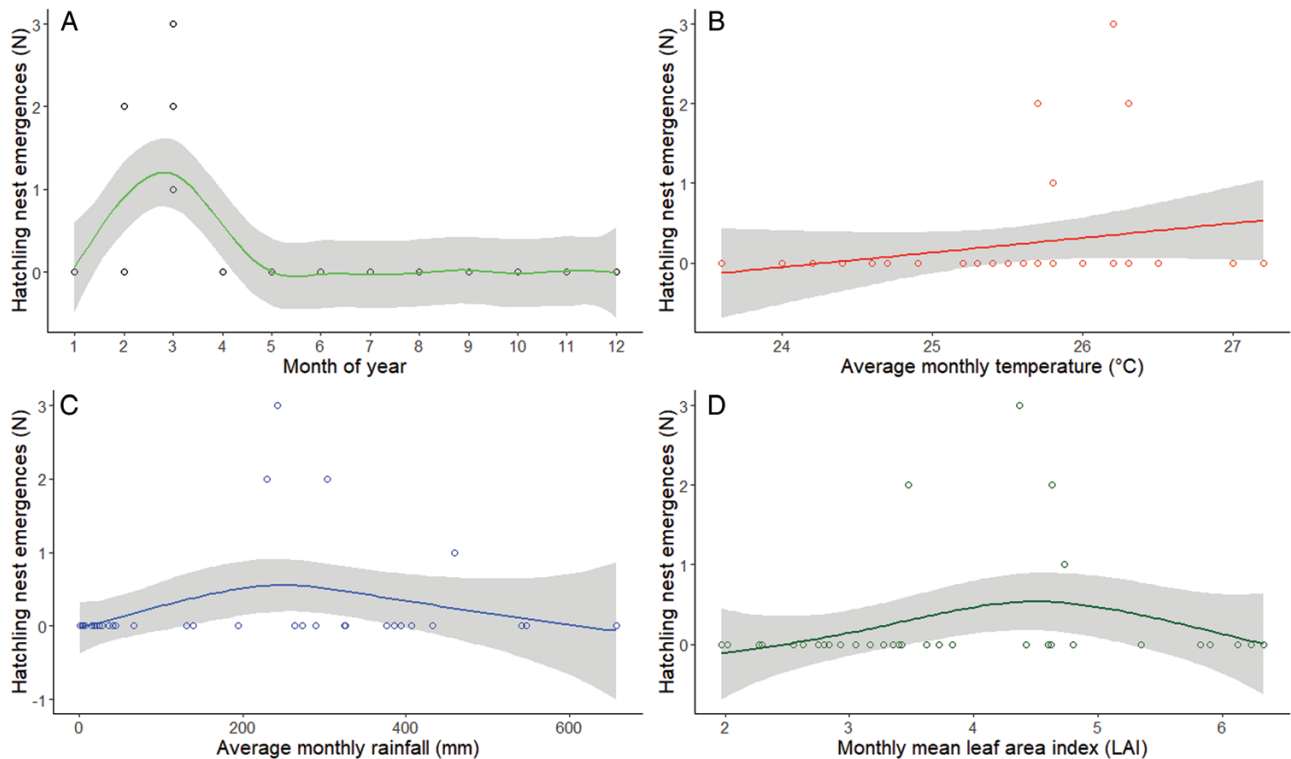 A
Hatchling nest emergences (N)
3
2
1
0
1 2 3 4 5 6 7 8 9 10 11 12
Month of year
B
Hatchling nest emergences (N)
3
2
1
0
24 25 26 27
Average monthly temperature (°C)
C
Hatchling nest emergences (N)
3
2
1
0
-1
0 200 400 600
Average monthly rainfall (mm)
D
Hatchling nest emergences (N)
3
2
1
0
2 3 4 5 6
Monthly mean leaf area index (LAI)